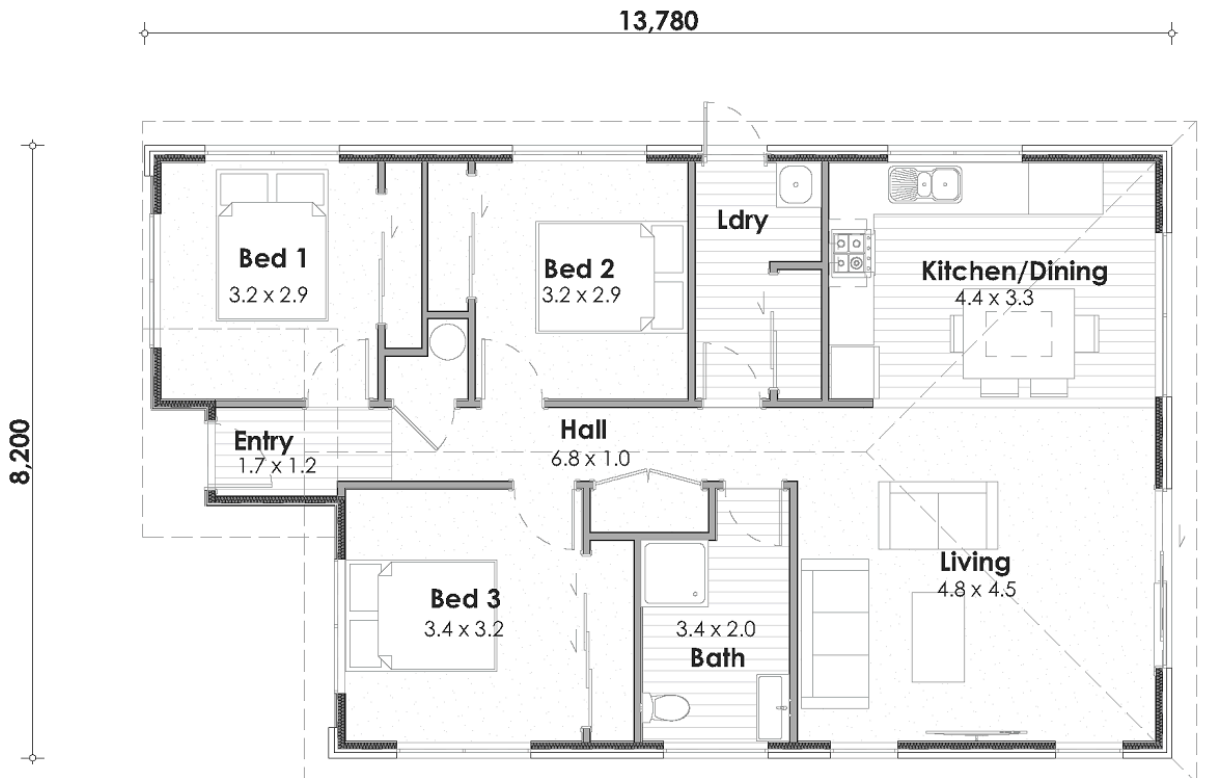 13,780
8,200
Bed 1
3.2 x 2.9
Bed 2
3.2 x 2.9
Ldry
Kitchen/Dining
4.4 x 3.3
Entry
1.7 x 1.2
Hall
6.8 x 1.0
Bed 3
3.4 x 3.2
3.4 x 2.0
Bath
Living
4.8 x 4.5